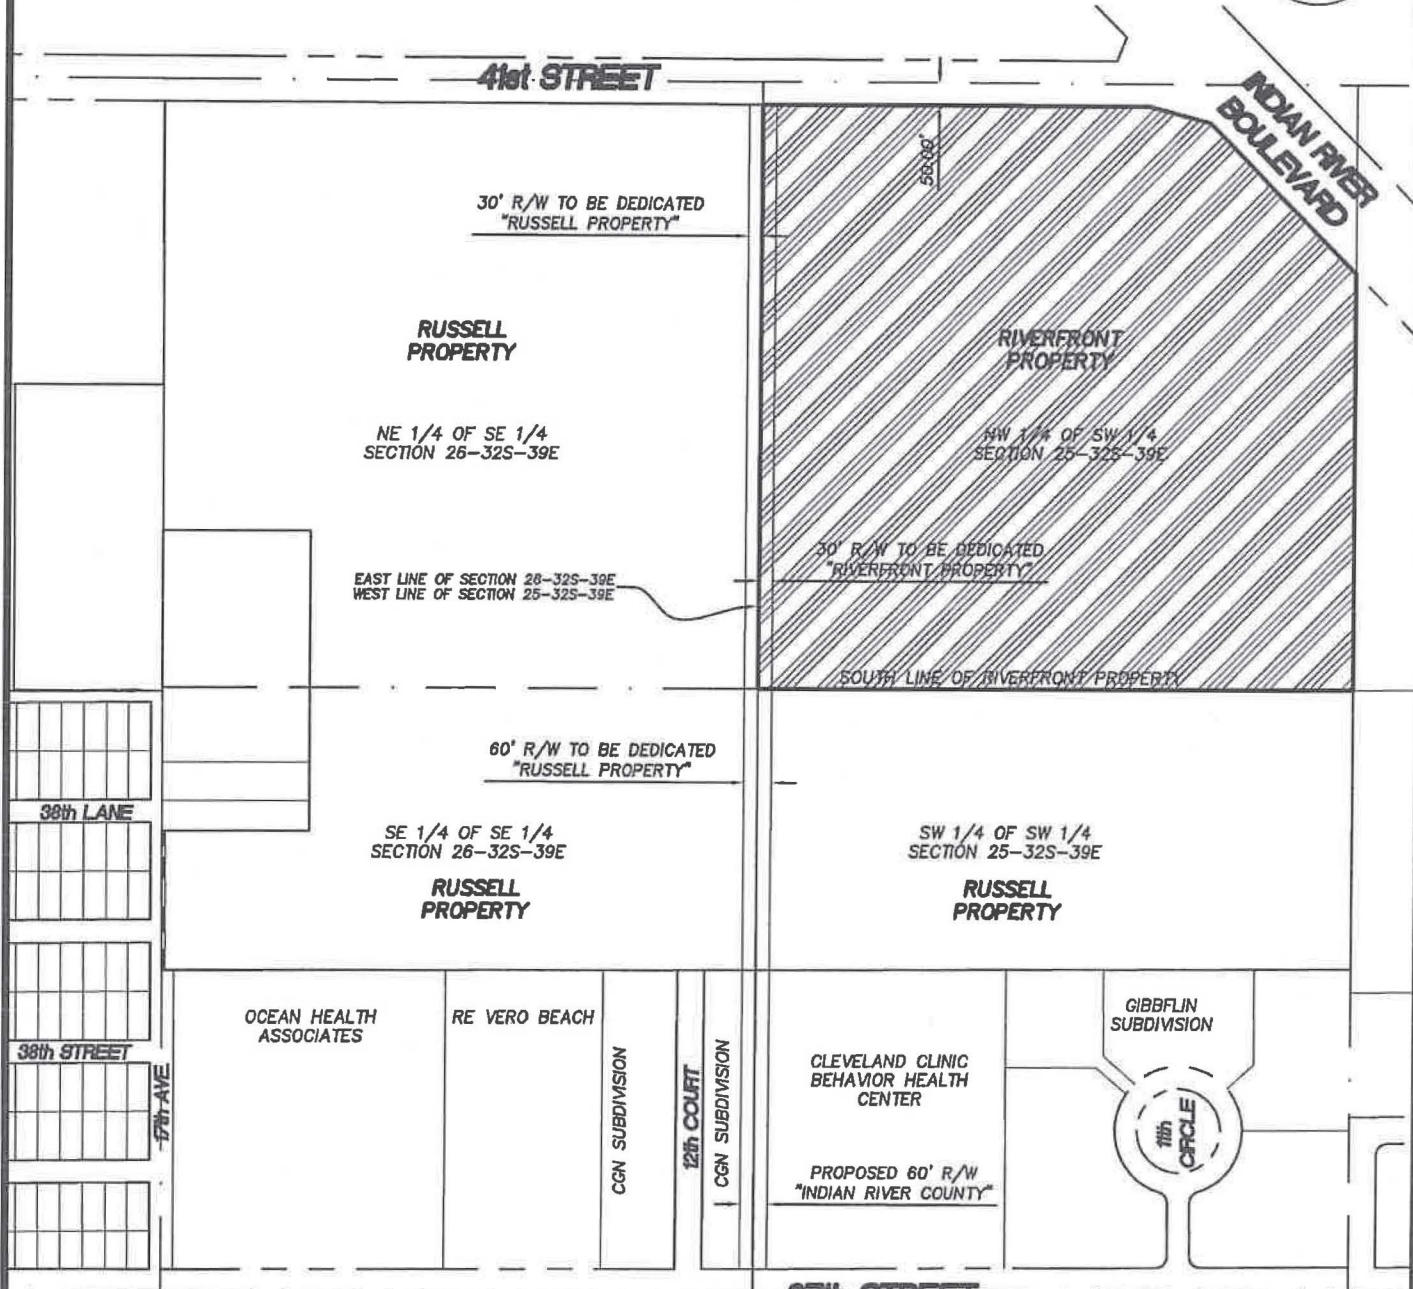 41st STREET
INDIAN RIVER
BOULEVARD
50.00'
30' R/W TO BE DEDICATED
"RUSSELL PROPERTY"
RUSSELL
PROPERTY
RIVERFRONT
PROPERTY
NE 1/4 OF SE 1/4
SECTION 26-32S-39E
NW 1/4 OF SW 1/4
SECTION 25-32S-39E
30' R/W TO BE DEDICATED
"RIVERFRONT PROPERTY"
EAST LINE OF SECTION 26-32S-39E
WEST LINE OF SECTION 25-32S-39E
SOUTH LINE OF RIVERFRONT PROPERTY
60' R/W TO BE DEDICATED
"RUSSELL PROPERTY"
38th LANE
SE 1/4 OF SE 1/4
SECTION 26-32S-39E
RUSSELL
PROPERTY
SW 1/4 OF SW 1/4
SECTION 25-32S-39E
RUSSELL
PROPERTY
OCEAN HEALTH
ASSOCIATES
RE VERO BEACH
GIBBFLIN
SUBDIVISION
38th STREET
17th AVE.
CGN SUBDIVISION
12th COURT
CGN SUBDIVISION
CLEVELAND CLINIC
BEHAVIOR HEALTH
CENTER
11th
CIRCLE
PROPOSED 60' R/W
"INDIAN RIVER COUNTY"
STREET